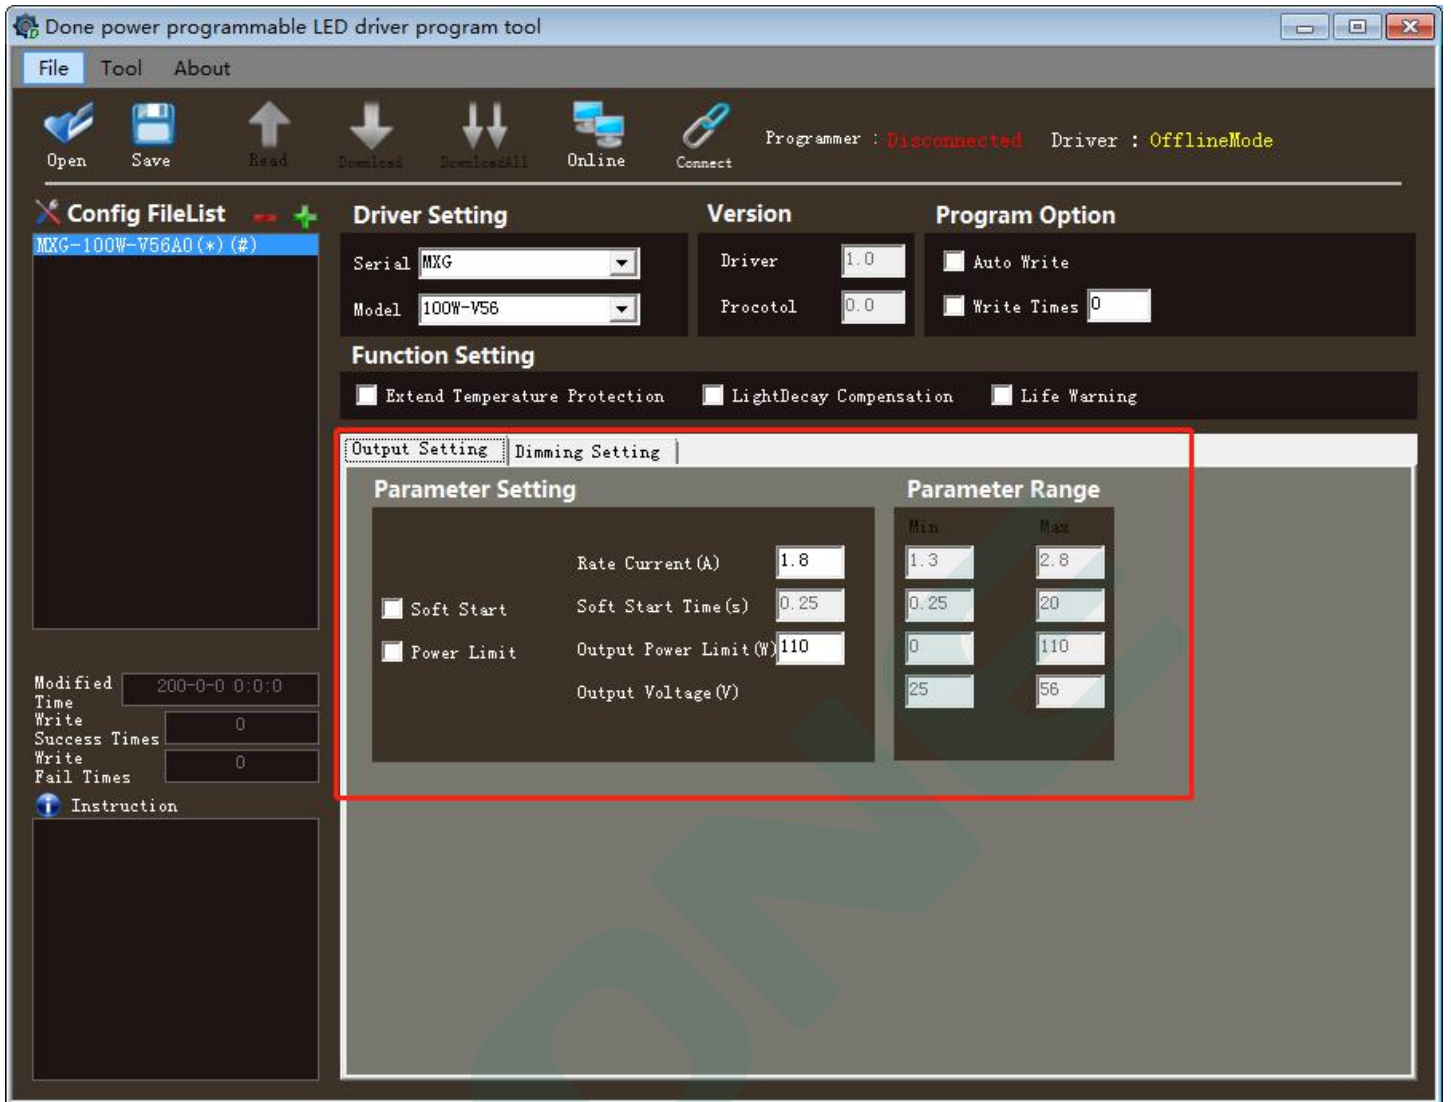 Done power programmable LED driver program tool
File Tool About
Open Save Read Download DownloadAll Online Connect Programmer : Disconnected Driver : OfflineMode
Config FileList
MXG-100W-V56A0(*)(#)
Driver Setting
Serial MXG
Model 100W-V56
Version
Driver 1.0
Procotol 0.0
Program Option
Auto Write
Write Times 0
Function Setting
Extend Temperature Protection LightDecay Compensation Life Warning
Output Setting Dimming Setting
Parameter Setting Parameter Range
Min Max
Rate Current(A) 1.8 1.3 2.8
Soft Start Soft Start Time(s) 0.25 0.25 20
Power Limit Output Power Limit(W) 110 0 110
Output Voltage(V) 25 56
Modified Time 200-0-0 0:0:0
Write Success Times 0
Write Fail Times 0
Instruction
ONE